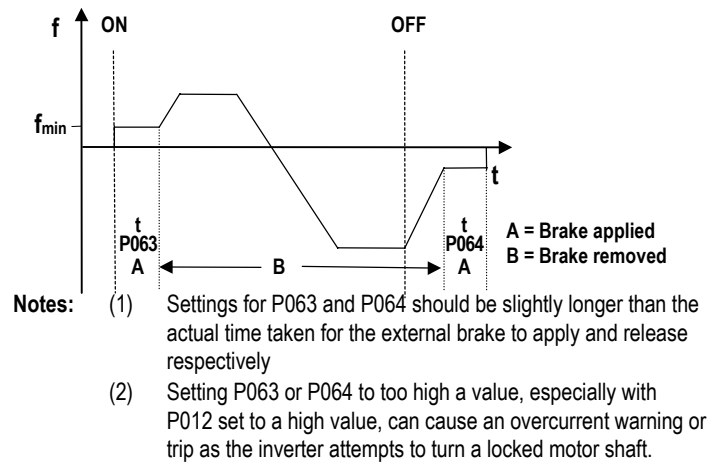 f ON OFF
fmin
t
t P063 A
B
t P064 A
A = Brake applied
B = Brake removed
Notes: (1) Settings for P063 and P064 should be slightly longer than the
actual time taken for the external brake to apply and release
respectively
(2) Setting P063 or P064 to too high a value, especially with
P012 set to a high value, can cause an overcurrent warning or
trip as the inverter attempts to turn a locked motor shaft.